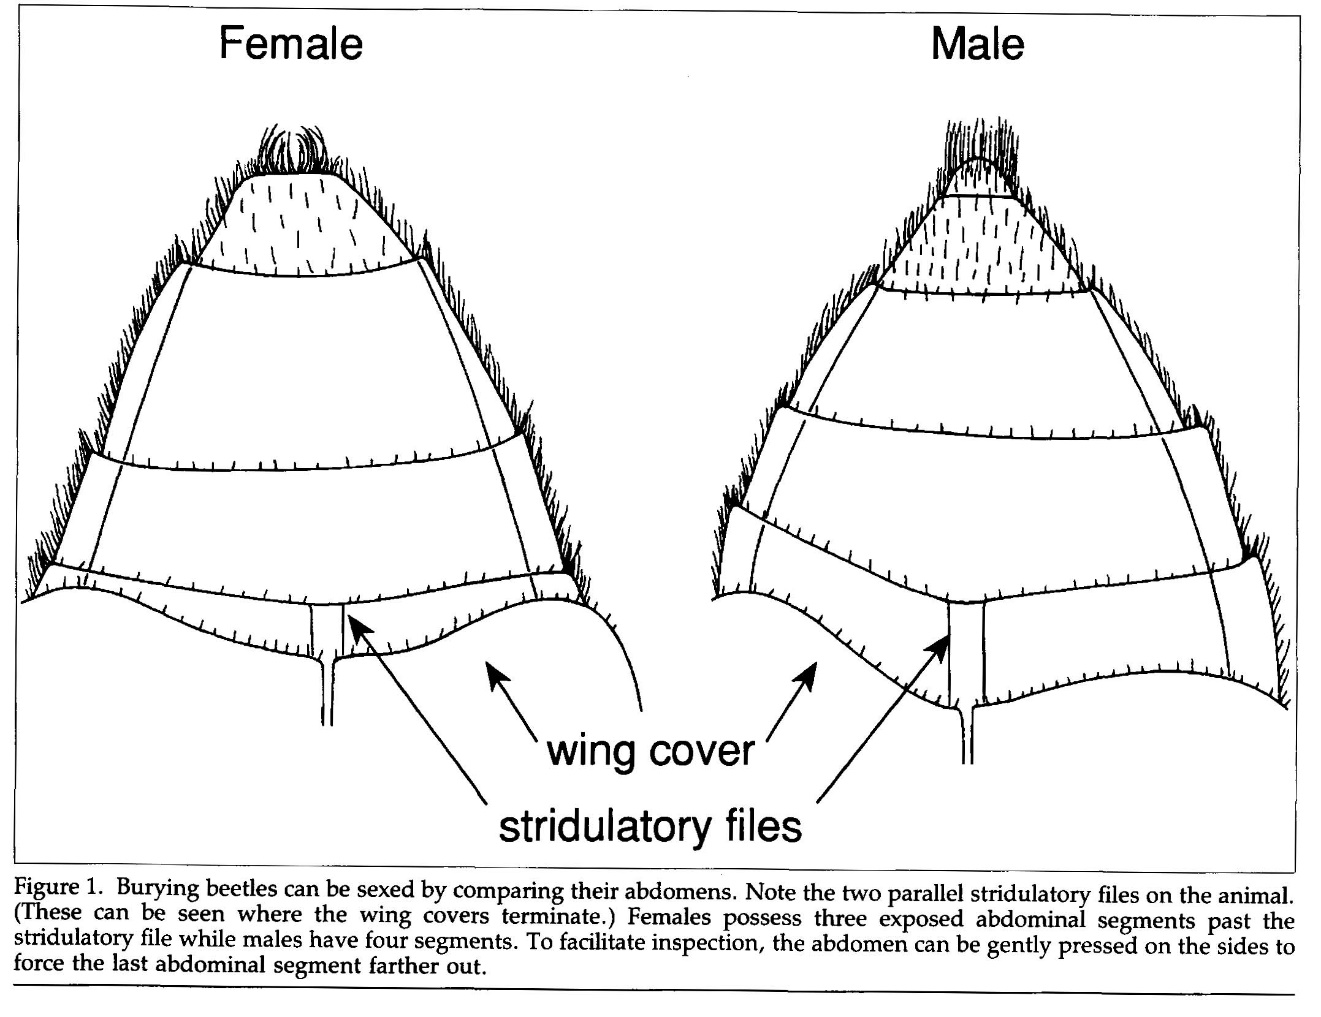 Female
Male
wing cover
stridulatory files
Figure 1. Burying beetles can be sexed by comparing their abdomens. Note the two parallel stridulatory files on the animal.
(These can be seen where the wing covers terminate.) Females possess three exposed abdominal segments past the
stridulatory file while males have four segments. To facilitate inspection, the abdomen can be gently pressed on the sides to
force the last abdominal segment farther out.